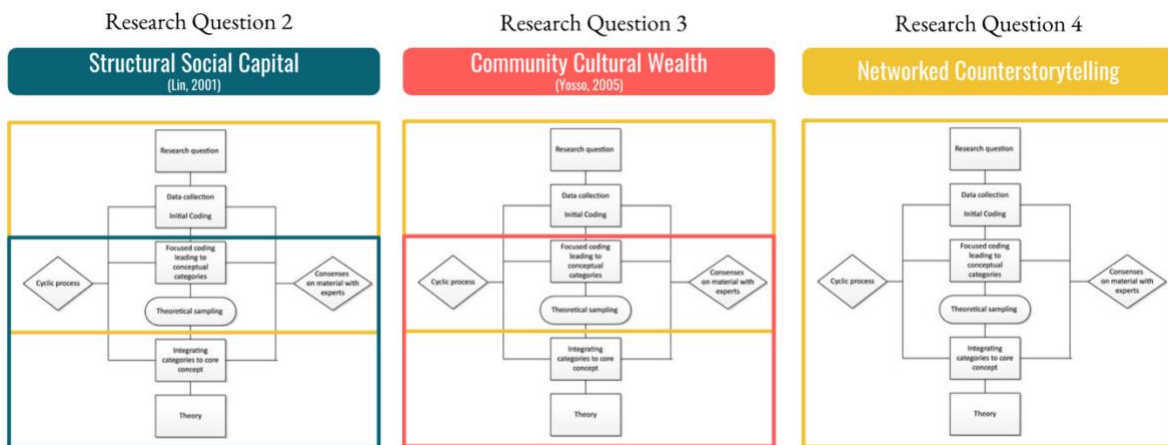 Research Question 2
Structural Social Capital
(Lin, 2001)
Research question
Data collection
Initial Coding
Focused coding
leading to
conceptual
categories
Cyclic process
Consenses
on material with
experts
Theoretical sampling
Integrating
categories to core
concept
Theory
Research Question 3
Community Cultural Wealth
(Yosso, 2005)
Research question
Data collection
Initial Coding
Focused coding
leading to
conceptual
categories
Cyclic process
Consenses
on material with
experts
Theoretical sampling
Integrating
categories to core
concept
Theory
Research Question 4
Networked Counterstorytelling
Research question
Data collection
Initial Coding
Focused coding
leading to
conceptual
categories
Cyclic process
Consenses
on material with
experts
Theoretical sampling
Integrating
categories to core
concept
Theory